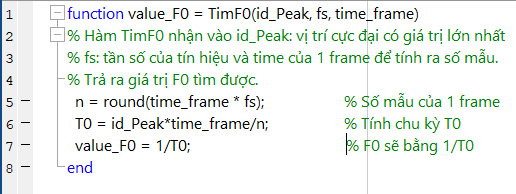 1 function value_F0 = TimF0(id_Peak, fs, time_frame)
2 % Hàm TimF0 nhận vào id_Peak: vị trí cực đại có giá trị lớn nhất
3 % fs: tần số của tín hiệu và time của 1 frame để tính ra số mẫu.
4 % Trả ra giá trị F0 tìm được.
5 n = round(time_frame * fs); % Số mẫu của 1 frame
6 T0 = id_Peak*time_frame/n; % Tính chu kỳ T0
7 value_F0 = 1/T0; % F0 sẽ bằng 1/T0
8 end